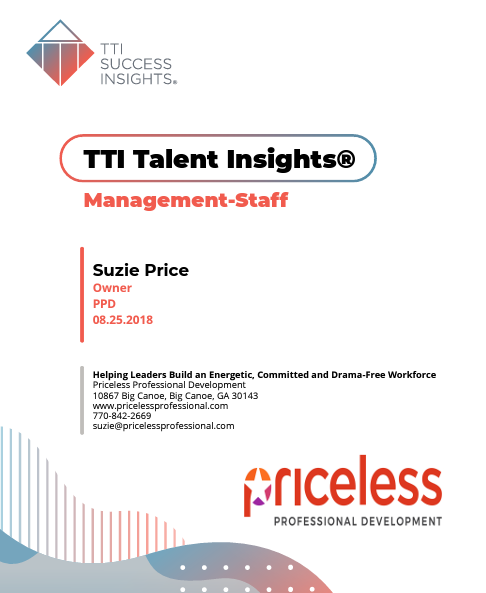 TTI
SUCCESS
INSIGHTS®
TTI Talent Insights®
Management-Staff
Suzie Price
Owner
PPD
08.25.2018
Helping Leaders Build an Energetic, Committed and Drama-Free Workforce
Priceless Professional Development
10867 Big Canoe, Big Canoe, GA 30143
www.pricelessprofessional.com
770-842-2669
suzie@pricelessprofessional.com
priceless
PROFESSIONAL DEVELOPMENT